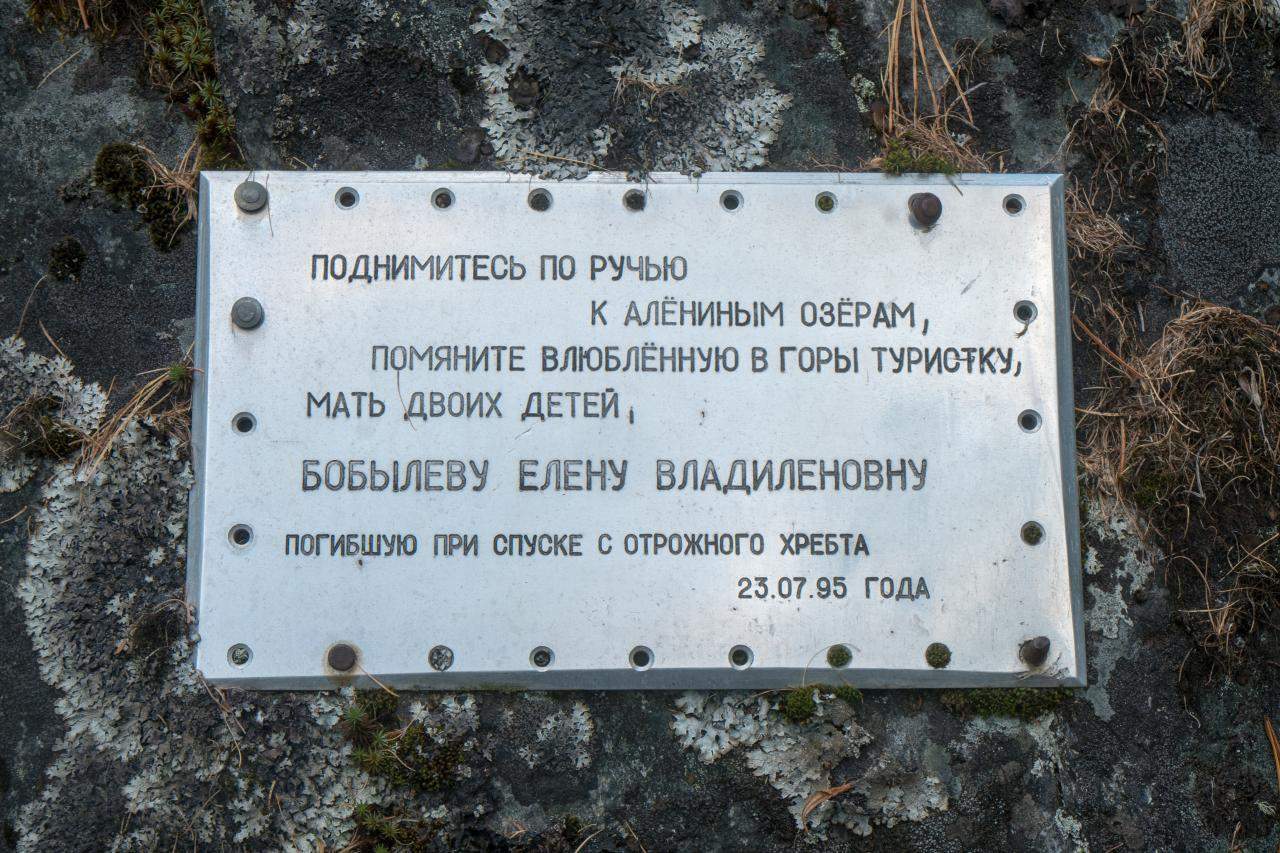 ПОДНИМИТЕСЬ ПО РУЧЬЮ
К АЛЁНИНЫМ ОЗЁРАМ,
ПОМЯНИТЕ ВЛЮБЛЁННУЮ В ГОРЫ ТУРИСТКУ,
МАТЬ ДВОИХ ДЕТЕЙ,
БОБЫЛЕВУ ЕЛЕНУ ВЛАДИЛЕНОВНУ
ПОГИБШУЮ ПРИ СПУСКЕ С ОТРОЖНОГО ХРЕБТА
23.07.95 ГОДА